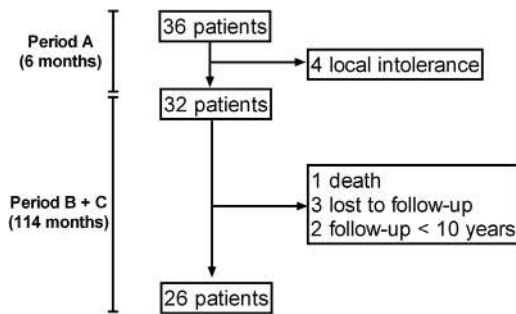 36 patients
Period A
(6 months)
4 local intolerance
32 patients
1 death
3 lost to follow-up
2 follow-up < 10 years
Period B + C
(114 months)
26 patients